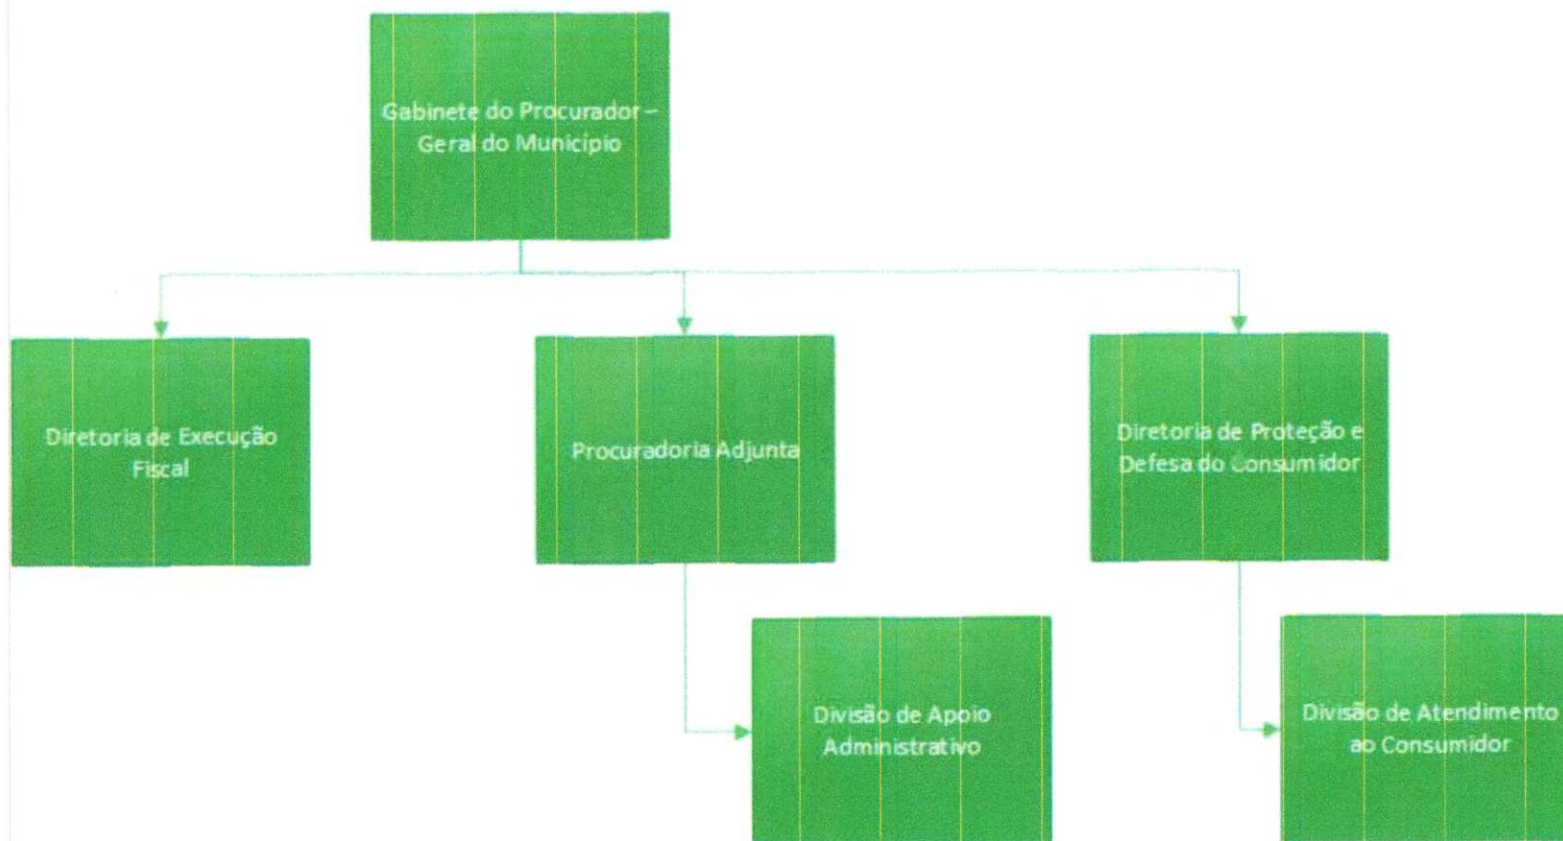 Gabinete do Procurador –
Geral do Município
Diretoria de Execução
Fiscal
Procuradoria Adjunta
Diretoria de Proteção e
Defesa do Consumidor
Divisão de Apoio
Administrativo
Divisão de Atendimento
ao Consumidor